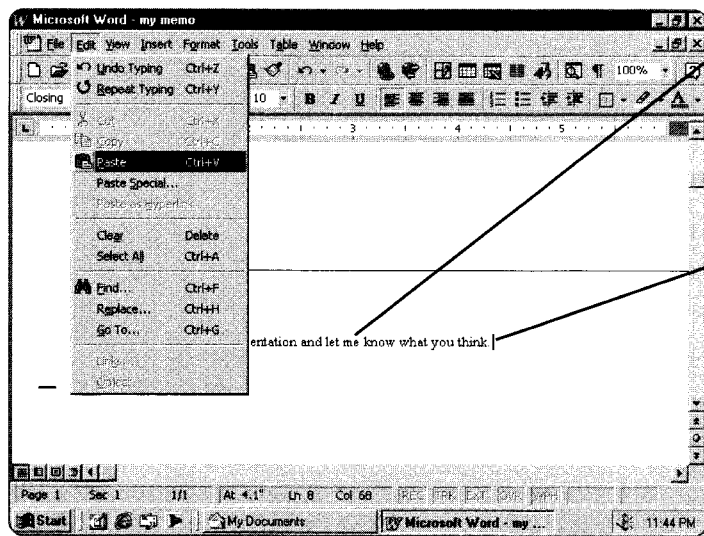 Microsoft Word - my memo
File Edit View Insert Format Tools Table Window Help
100%
Closing 10 B I U A
Undo Typing Ctrl+Z
Repeat Typing Ctrl+Y
Cut Ctrl+X
Copy Ctrl+C
Paste Ctrl+V
Paste Special...
Paste as Hyperlink
Clear Delete
Select All Ctrl+A
Find... Ctrl+F
Replace... Ctrl+H
Go To... Ctrl+G
Links...
Object
3 4 5
entation and let me know what you think.
Page 1 Sec 1 1/1 At 4.1" Ln 8 Col 68 REC TRK EXT OVR WPH
Start My Documents Microsoft Word - my ... 11:44 PM